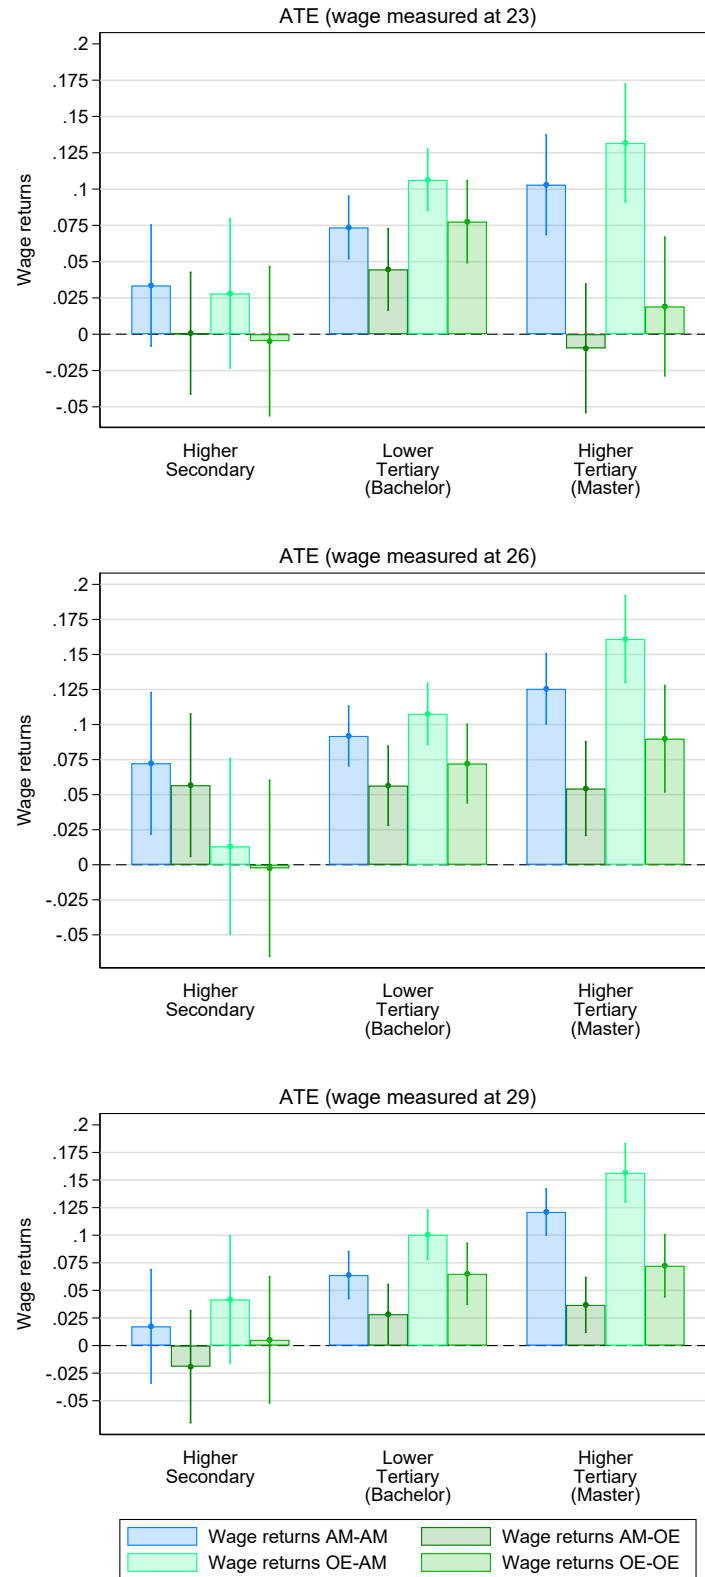 ATE (wage measured at 23)
Wage returns
.2
.175
.15
.125
.1
.075
.05
.025
0
-.025
-.05
Higher
Secondary
Lower
Tertiary
(Bachelor)
Higher
Tertiary
(Master)
ATE (wage measured at 26)
Wage returns
.2
.175
.15
.125
.1
.075
.05
.025
0
-.025
-.05
Higher
Secondary
Lower
Tertiary
(Bachelor)
Higher
Tertiary
(Master)
ATE (wage measured at 29)
Wage returns
.2
.175
.15
.125
.1
.075
.05
.025
0
-.025
-.05
Higher
Secondary
Lower
Tertiary
(Bachelor)
Higher
Tertiary
(Master)
Wage returns AM-AM
Wage returns AM-OE
Wage returns OE-AM
Wage returns OE-OE